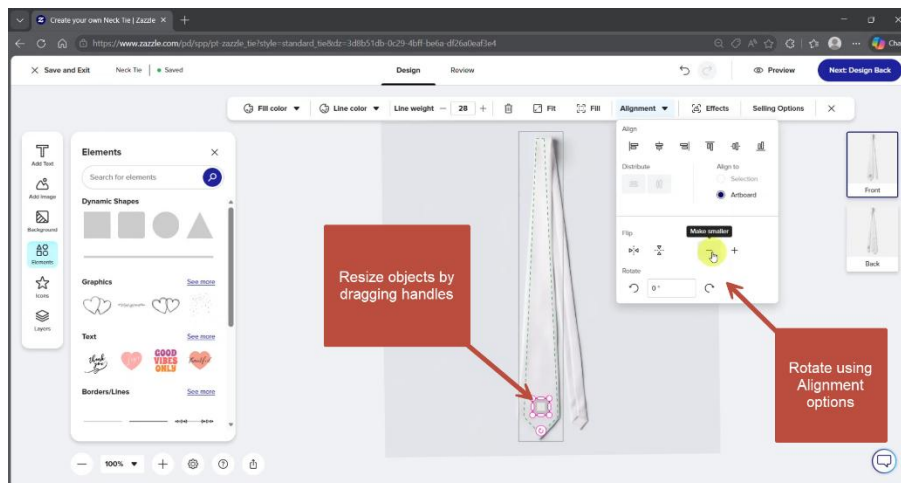 Create your own Neck Tie | Zazzle
https://www.zazzle.com/pd/spp/pt-zazzle_tie?style=standard_tie&dz=3d8b51db-0c29-4bff-be6a-df26a0eaf3e4
Save and Exit
Neck Tie
Saved
Design
Review
Preview
Next: Design Back
Fill color
Line color
Line weight
28
Fit
Fill
Alignment
Effects
Selling Options
Add Text
Add Image
Background
Elements
Icons
Layers
Elements
Search for elements
Dynamic Shapes
Graphics
See more
Text
See more
thank you
GOOD
VIBES
ONLY
Borders/Lines
See more
100%
Align
Distribute
Align to
Selection
Artboard
Flip
Make smaller
Rotate
0°
Front
Back
Resize objects by
dragging handles
Rotate using
Alignment
options